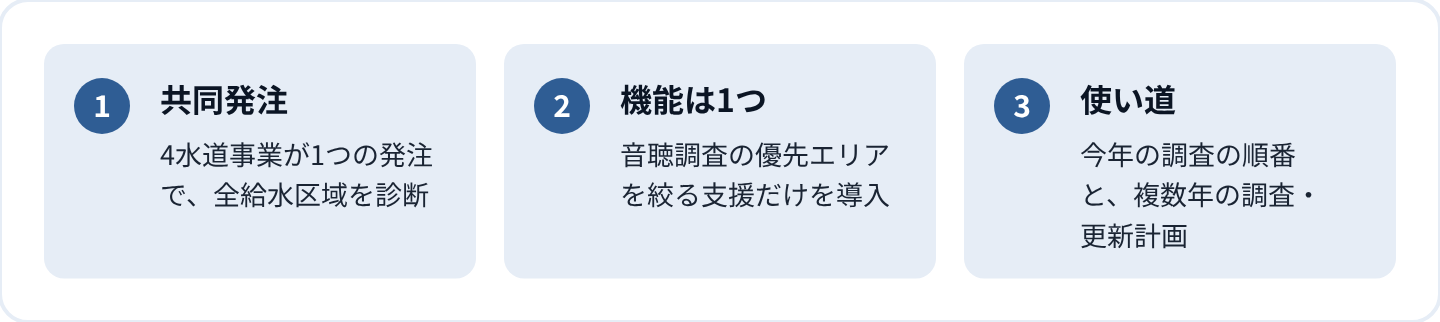 1
共同発注
4水道事業が1つの発注
で、全給水区域を診断
2
機能は1つ
音聴調査の優先エリア
を絞る支援だけを導入
3
使い道
今年の調査の順番
と、複数年の調査・
更新計画